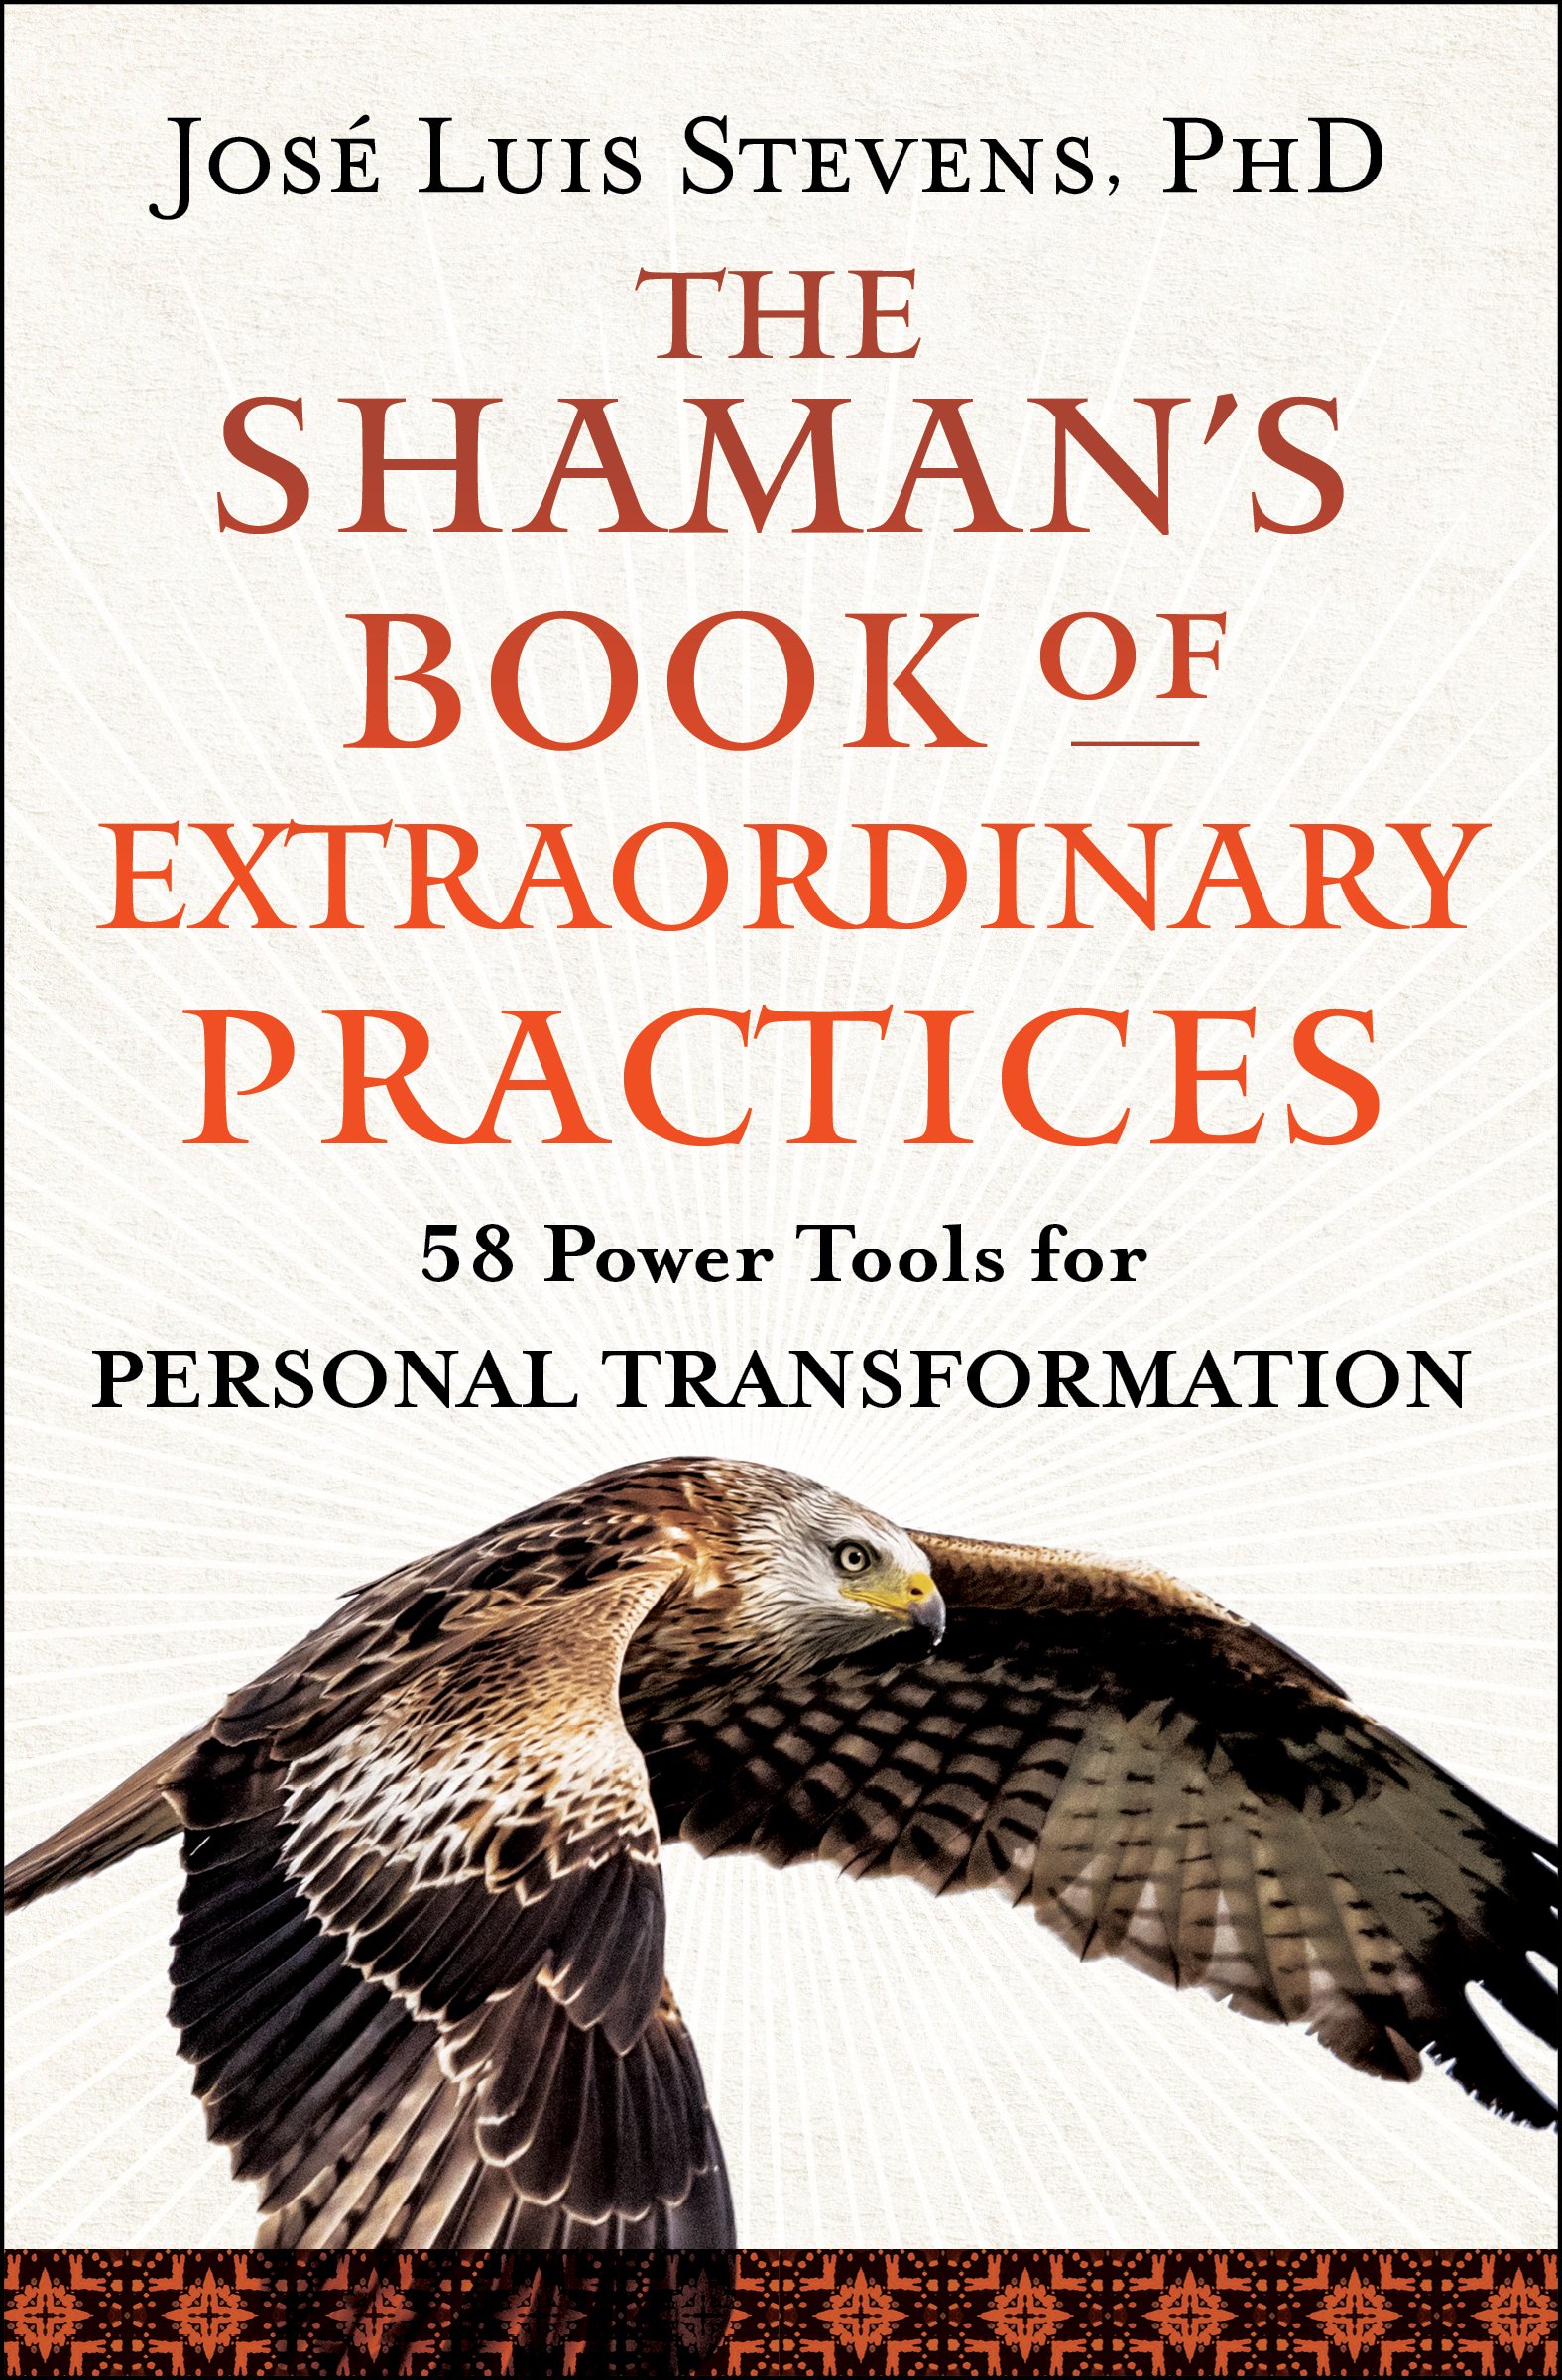 José Luis Stevens, PhD
THE
SHAMAN'S
BOOK OF
EXTRAORDINARY
PRACTICES
58 Power Tools for
PERSONAL TRANSFORMATION